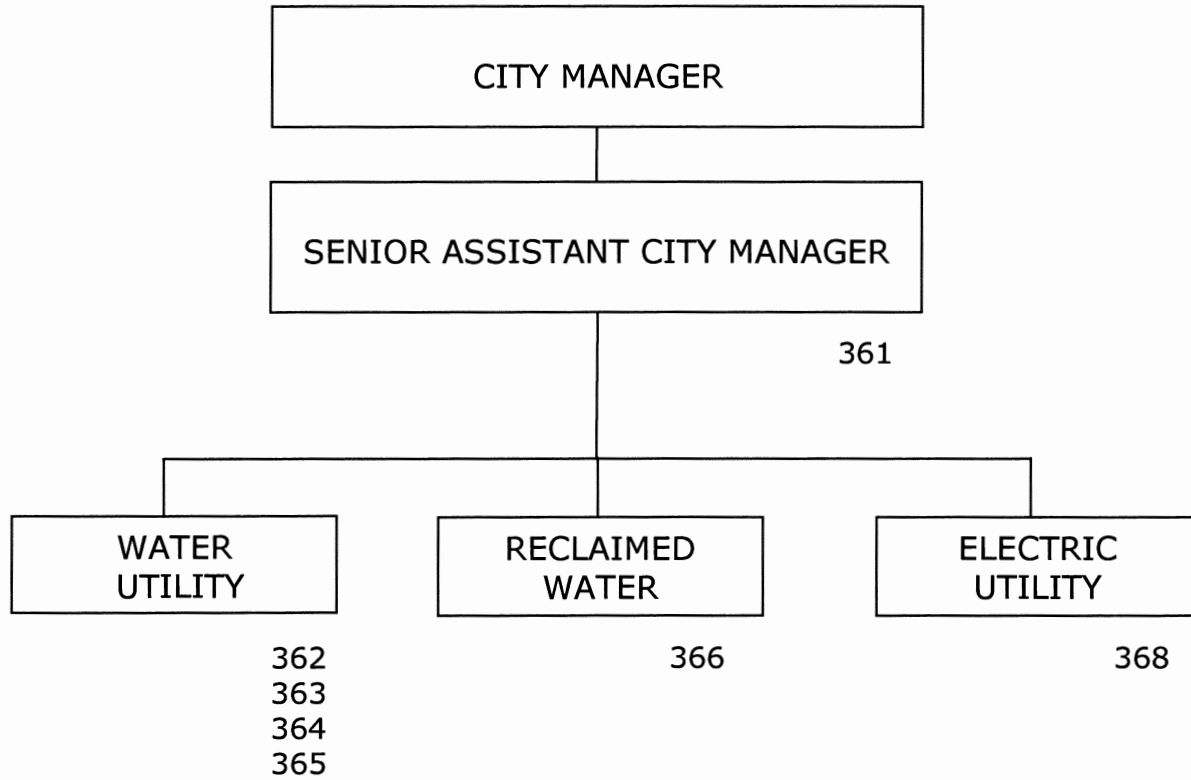 CITY MANAGER
SENIOR ASSISTANT CITY MANAGER
361
WATER
UTILITY
362
363
364
365
RECLAIMED
WATER
366
ELECTRIC
UTILITY
368